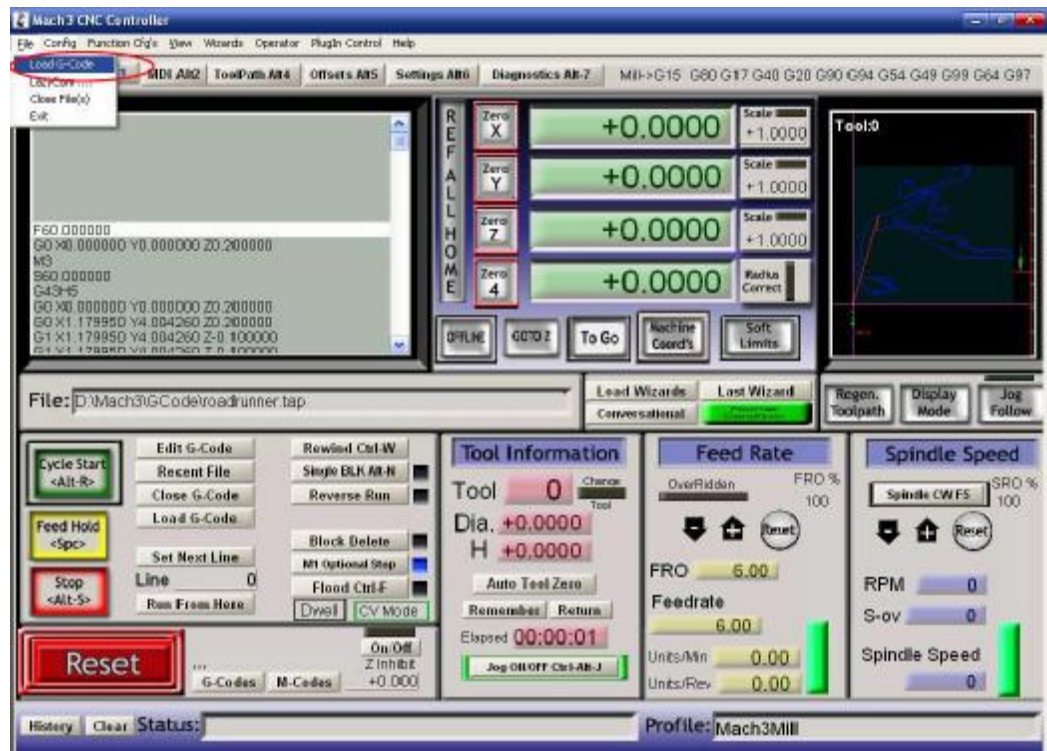 Mach3 CNC Controller
File Config Function Cfg's View Wizards Operator PlugIn Control Help
Load G-Code
Close File(s)
Exit
MDI Alt2 ToolPath Alt4 Offsets Alt5 Settings Alt6 Diagnostics Alt-7 Mill->G15 G80 G17 G40 G20 G90 G94 G54 G49 G99 G64 G97
F60.000000
G0 X0.000000 Y0.000000 Z0.200000
M3
S60.000000
G43H5
G0 X0.000000 Y0.000000 Z0.200000
G0 X1.179950 Y4.004260 Z0.200000
G1 X1.179950 Y4.004260 Z-0.100000
REF ALL HOME
Zero X +0.0000 Scale +1.0000
Zero Y +0.0000 Scale +1.0000
Zero Z +0.0000 Scale +1.0000
Zero 4 +0.0000 Radius Correct
OFFLINE GOTO Z To Go Machine Coord's Soft Limits
Tool:0
File: D:\Mach3\GCode\roadrunner.tap
Load Wizards Last Wizard
Conversational
Regen. Toolpath Display Mode Jog Follow
Cycle Start <Alt-R>
Feed Hold <Spc>
Stop <Alt-S>
Edit G-Code
Recent File
Close G-Code
Load G-Code
Set Next Line
Line 0
Run From Here
Rewind Ctrl-W
Single BLK Alt-N
Reverse Run
Block Delete
M1 Optional Stop
Flood Ctrl-F
Dwell CV Mode
Reset
...
G-Codes M-Codes
On/Off
Z Inhibit
+0.000
Tool Information
Tool 0 Change Tool
Dia. +0.0000
H +0.0000
Auto Tool Zero
Remember Return
Elapsed 00:00:01
Jog ON/OFF Ctrl-Alt-J
Feed Rate
OverRidden FRO %
100
Reset
FRO 6.00
Feedrate
6.00
Units/Min 0.00
Units/Rev 0.00
Spindle Speed
Spindle CW F5 SRO %
100
Reset
RPM 0
S-ov 0
Spindle Speed
0
History Clear Status:
Profile: Mach3Mill